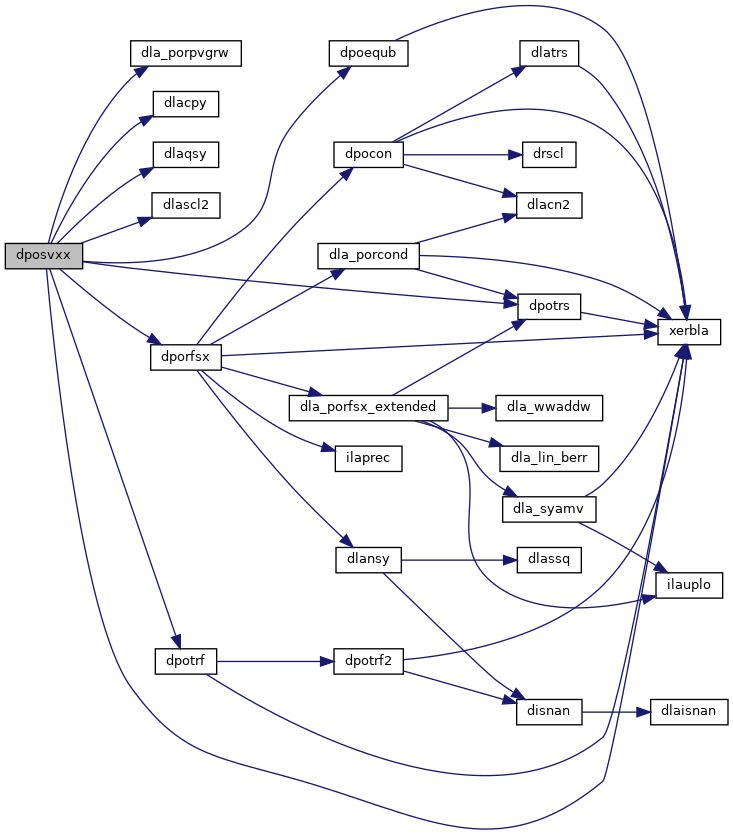 dla_porpvgrw
dpoequb
dlatrs
dlacpy
dlaqsy
dpocon
drscl
dlascl2
dlacn2
dposvxx
dla_porcond
dpotrs
xerbla
dporfsx
dla_porfsx_extended
dla_wwaddw
ilaprec
dla_lin_berr
dla_syamv
dlansy
dlassq
ilauplo
dpotrf
dpotrf2
disnan
dlaisnan